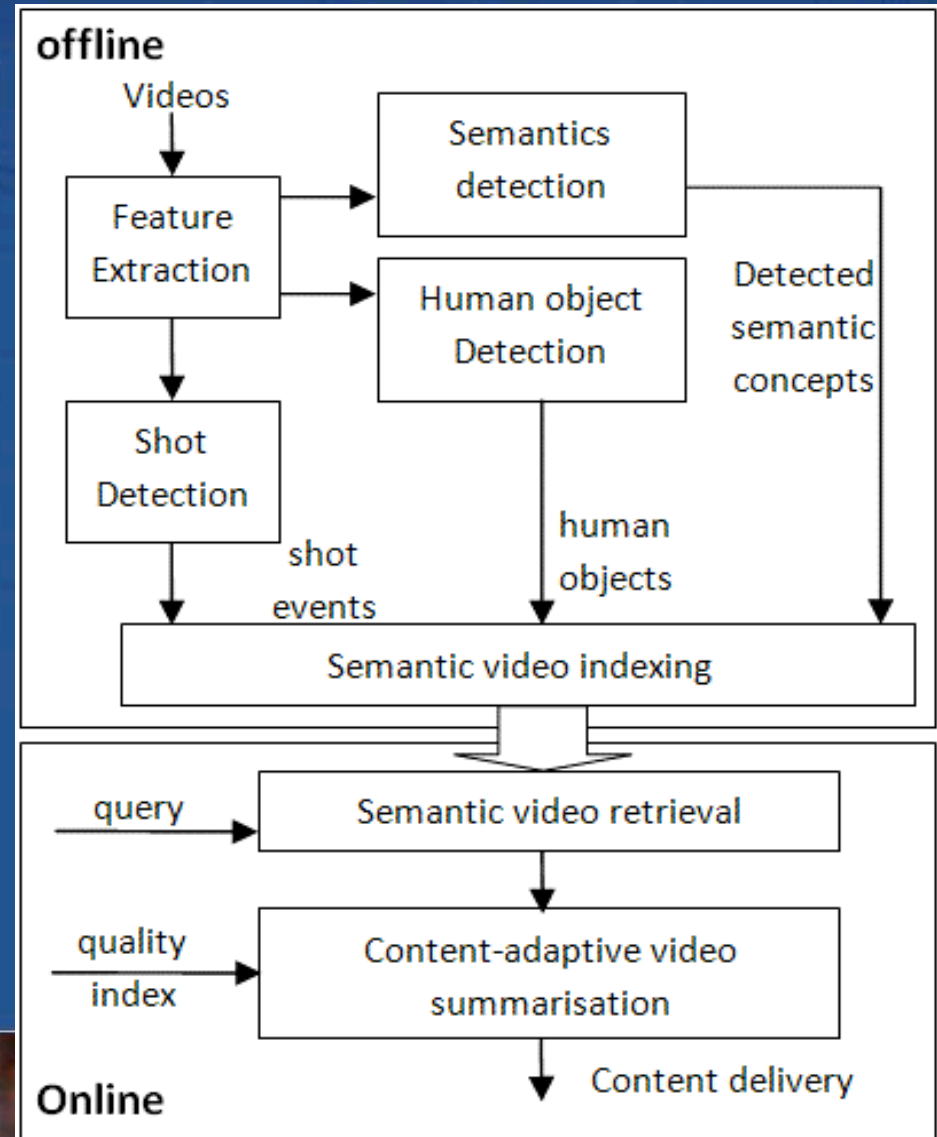 offline
Videos
Semantics
detection
Feature
Extraction
Human object
Detection
Detected
semantic
concepts
Shot
Detection
shot
events
human
objects
Semantic video indexing
query
Semantic video retrieval
quality
index
Content-adaptive video
summarisation
Content delivery
Online